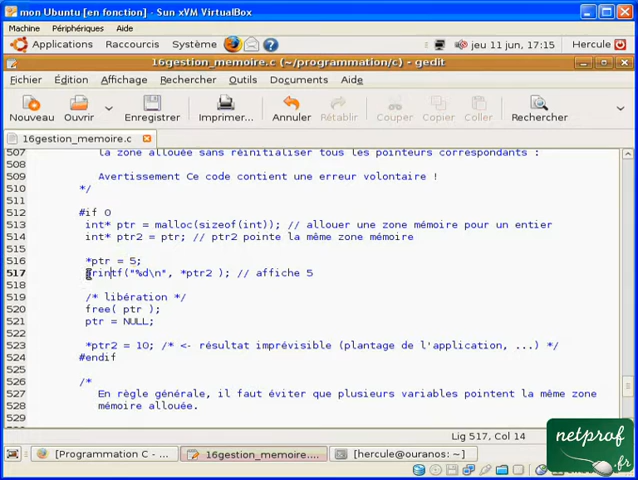 mon Ubuntu [en fonction] - Sun xVM VirtualBox
Machine Périphériques Aide
Applications Raccourcis Système jeu 11 jun, 17:15 Hercule
16gestion_memoire.c (~/programmation/c) - gedit
Fichier Édition Affichage Rechercher Outils Documents Aide
Nouveau Ouvrir Enregistrer Imprimer... Annuler Rétablir Couper Copier Coller Rechercher
16gestion_memoire.c
507 la zone allouée sans réinitialiser tous les pointeurs correspondants :
508
509 Avertissement Ce code contient une erreur volontaire !
510 */
511
512 #if 0
513 int* ptr = malloc(sizeof(int)); // allouer une zone mémoire pour un entier
514 int* ptr2 = ptr; // ptr2 pointe la même zone mémoire
515
516 *ptr = 5;
517 printf("%d\n", *ptr2 ); // affiche 5
518
519 /* libération */
520 free( ptr );
521 ptr = NULL;
522
523 *ptr2 = 10; /* <- résultat imprévisible (plantage de l'application, ...) */
524 #endif
525
526 /*
527 En règle générale, il faut éviter que plusieurs variables pointent la même zone
528 mémoire allouée.
529
Lig 517, Col 14
[Programmation C - ... 16gestion_memoire.... [hercule@ouranos: ~]
netprof
.fr